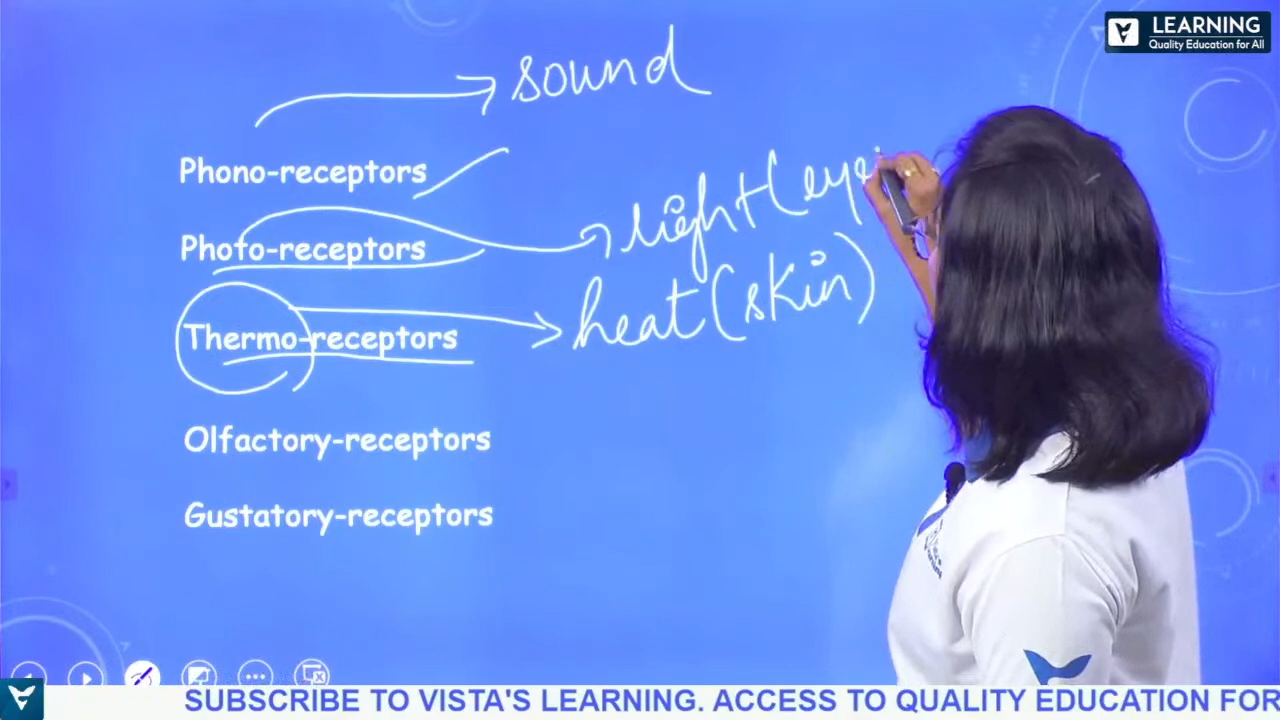 LEARNING
Quality Education for All
sound
Phono-receptors
Photo-receptors
light (eye
Thermo-receptors
heat (skin)
Olfactory-receptors
Gustatory-receptors
SUBSCRIBE TO VISTA'S LEARNING. ACCESS TO QUALITY EDUCATION FOR